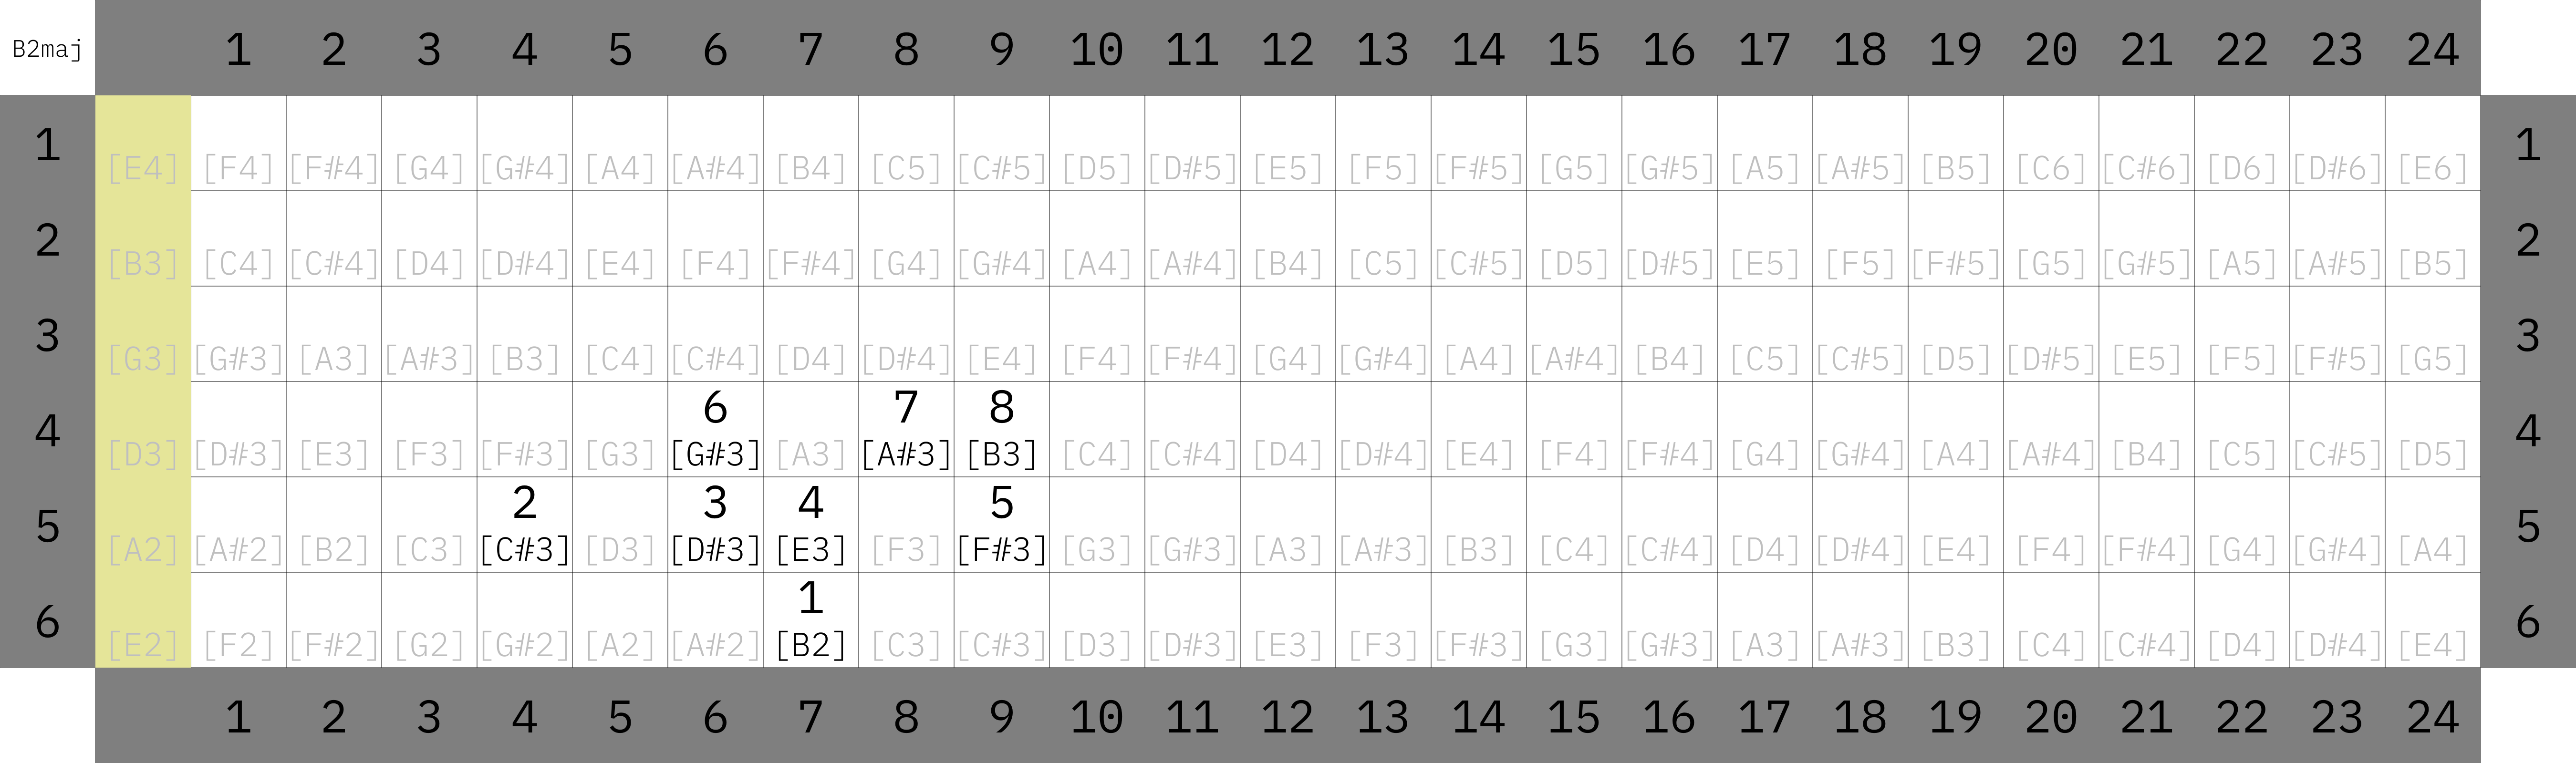 B2maj 1 2 3 4 5 6 7 8 9 10 11 12 13 14 15 16 17 18 19 20 21 22 23 24
1 [E4] [F4] [F#4] [G4] [G#4] [A4] [A#4] [B4] [C5] [C#5] [D5] [D#5] [E5] [F5] [F#5] [G5] [G#5] [A5] [A#5] [B5] [C6] [C#6] [D6] [D#6] [E6] 1
2 [B3] [C4] [C#4] [D4] [D#4] [E4] [F4] [F#4] [G4] [G#4] [A4] [A#4] [B4] [C5] [C#5] [D5] [D#5] [E5] [F5] [F#5] [G5] [G#5] [A5] [A#5] [B5] 2
3 [G3] [G#3] [A3] [A#3] [B3] [C4] [C#4] [D4] [D#4] [E4] [F4] [F#4] [G4] [G#4] [A4] [A#4] [B4] [C5] [C#5] [D5] [D#5] [E5] [F5] [F#5] [G5] 3
6 7 8
4 [D3] [D#3] [E3] [F3] [F#3] [G3] [G#3] [A3] [A#3] [B3] [C4] [C#4] [D4] [D#4] [E4] [F4] [F#4] [G4] [G#4] [A4] [A#4] [B4] [C5] [C#5] [D5] 4
2 3 4 5
5 [A2] [A#2] [B2] [C3] [C#3] [D3] [D#3] [E3] [F3] [F#3] [G3] [G#3] [A3] [A#3] [B3] [C4] [C#4] [D4] [D#4] [E4] [F4] [F#4] [G4] [G#4] [A4] 5
1
6 [E2] [F2] [F#2] [G2] [G#2] [A2] [A#2] [B2] [C3] [C#3] [D3] [D#3] [E3] [F3] [F#3] [G3] [G#3] [A3] [A#3] [B3] [C4] [C#4] [D4] [D#4] [E4] 6
1 2 3 4 5 6 7 8 9 10 11 12 13 14 15 16 17 18 19 20 21 22 23 24